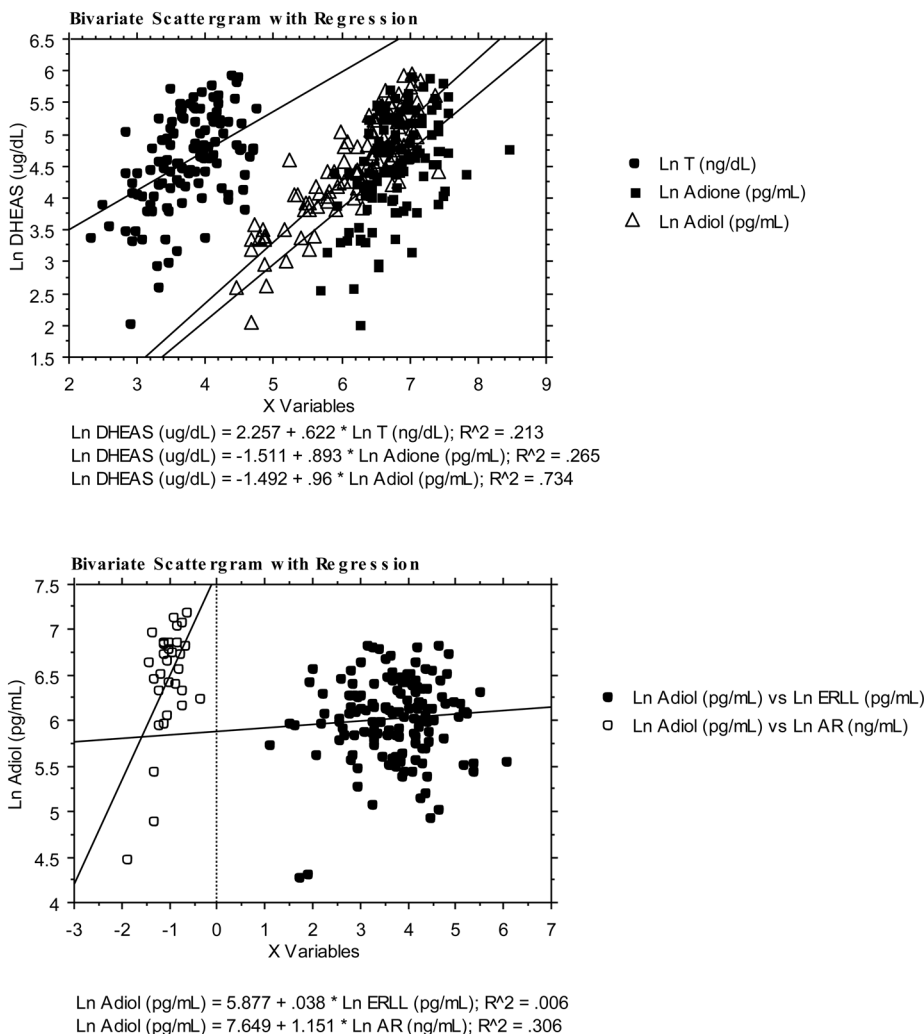 Bivariate Scattergram with Regression
6.5
6
5.5
5
4.5
4
3.5
3
2.5
2
1.5
Ln DHEAS (ug/dL)
2 3 4 5 6 7 8 9
X Variables
Ln T (ng/dL)
Ln Adione (pg/mL)
Ln Adiol (pg/mL)
Ln DHEAS (ug/dL) = 2.257 + .622 * Ln T (ng/dL); R^2 = .213
Ln DHEAS (ug/dL) = -1.511 + .893 * Ln Adione (pg/mL); R^2 = .265
Ln DHEAS (ug/dL) = -1.492 + .96 * Ln Adiol (pg/mL); R^2 = .734
Bivariate Scattergram with Regression
7.5
7
6.5
6
5.5
5
4.5
4
Ln Adiol (pg/mL)
-3 -2 -1 0 1 2 3 4 5 6 7
X Variables
Ln Adiol (pg/mL) vs Ln ERLL (pg/mL)
Ln Adiol (pg/mL) vs Ln AR (ng/mL)
Ln Adiol (pg/mL) = 5.877 + .038 * Ln ERLL (pg/mL); R^2 = .006
Ln Adiol (pg/mL) = 7.649 + 1.151 * Ln AR (ng/mL); R^2 = .306